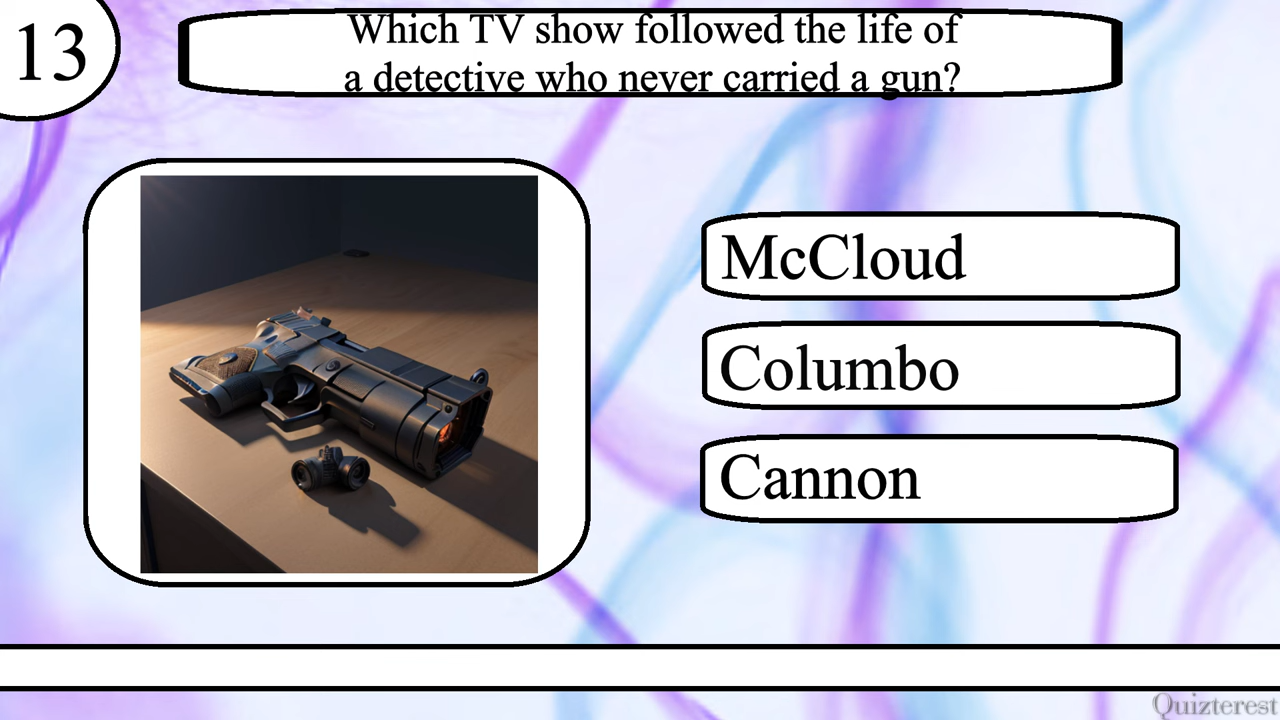 13
Which TV show followed the life of
a detective who never carried a gun?
McCloud
Columbo
Cannon
Quizterest